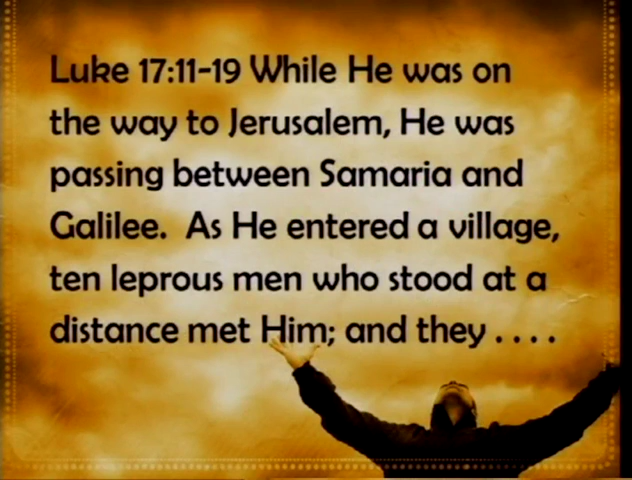 Luke 17:11-19 While He was on
the way to Jerusalem, He was
passing between Samaria and
Galilee.  As He entered a village,
ten leprous men who stood at a
distance met Him; and they . . . .